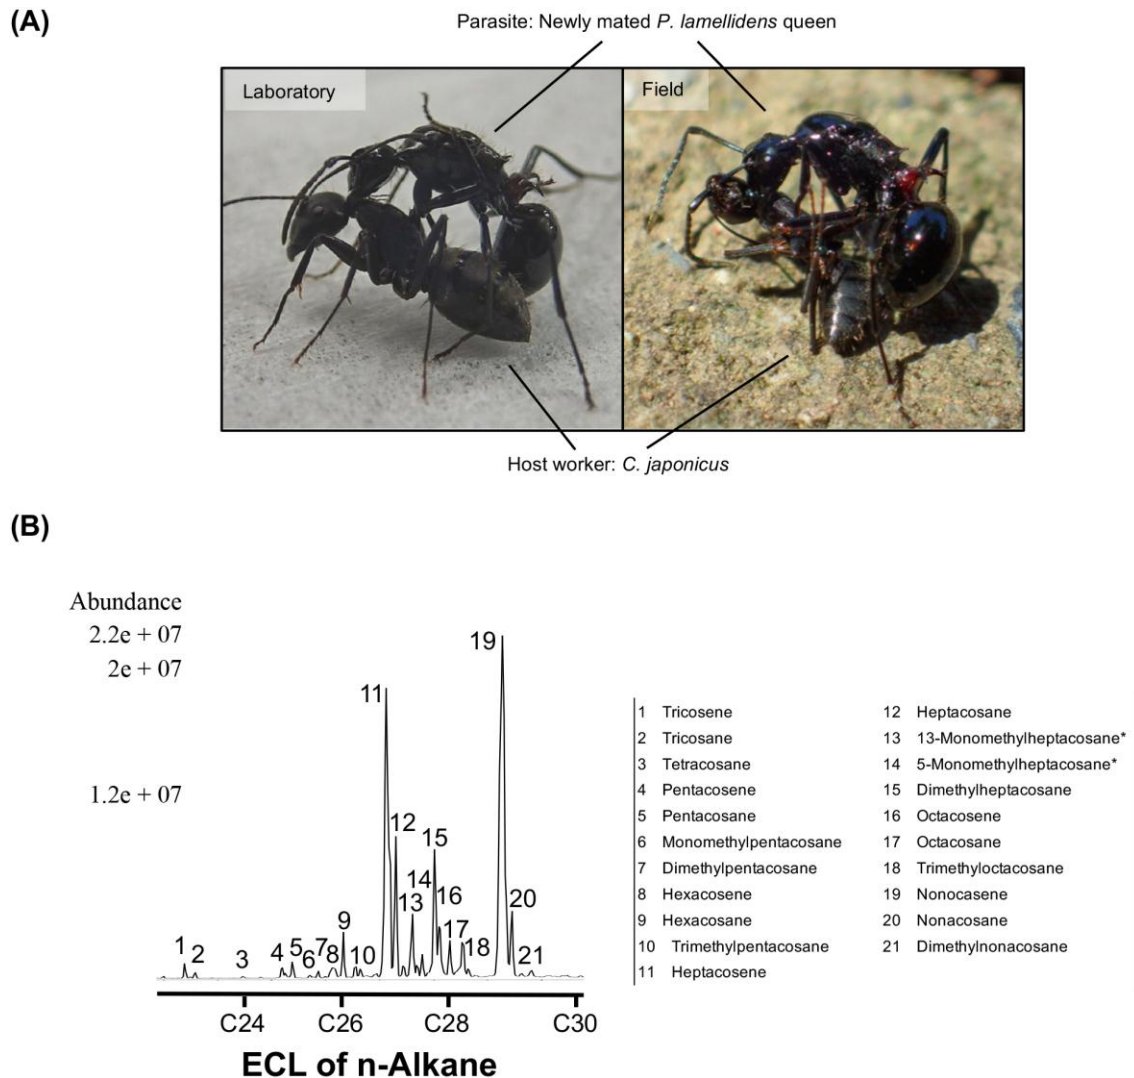 (A)
Parasite: Newly mated P. lamellidens queen
Laboratory
Field
Host worker: C. japonicus
(B)
Abundance
2.2e + 07
2e + 07
1.2e + 07
1
2
3
4
5
6
7
8
9
10
11
12
13
14
15
16
17
18
19
20
21
C24
C26
C28
C30
ECL of n-Alkane
1 Tricosene
2 Tricosane
3 Tetracosane
4 Pentacosene
5 Pentacosane
6 Monomethylpentacosane
7 Dimethylpentacosane
8 Hexacosene
9 Hexacosane
10 Trimethylpentacosane
11 Heptacosene
12 Heptacosane
13 13-Monomethylheptacosane*
14 5-Monomethylheptacosane*
15 Dimethylheptacosane
16 Octacosene
17 Octacosane
18 Trimethyloctacosane
19 Nonocasene
20 Nonacosane
21 Dimethylnonacosane